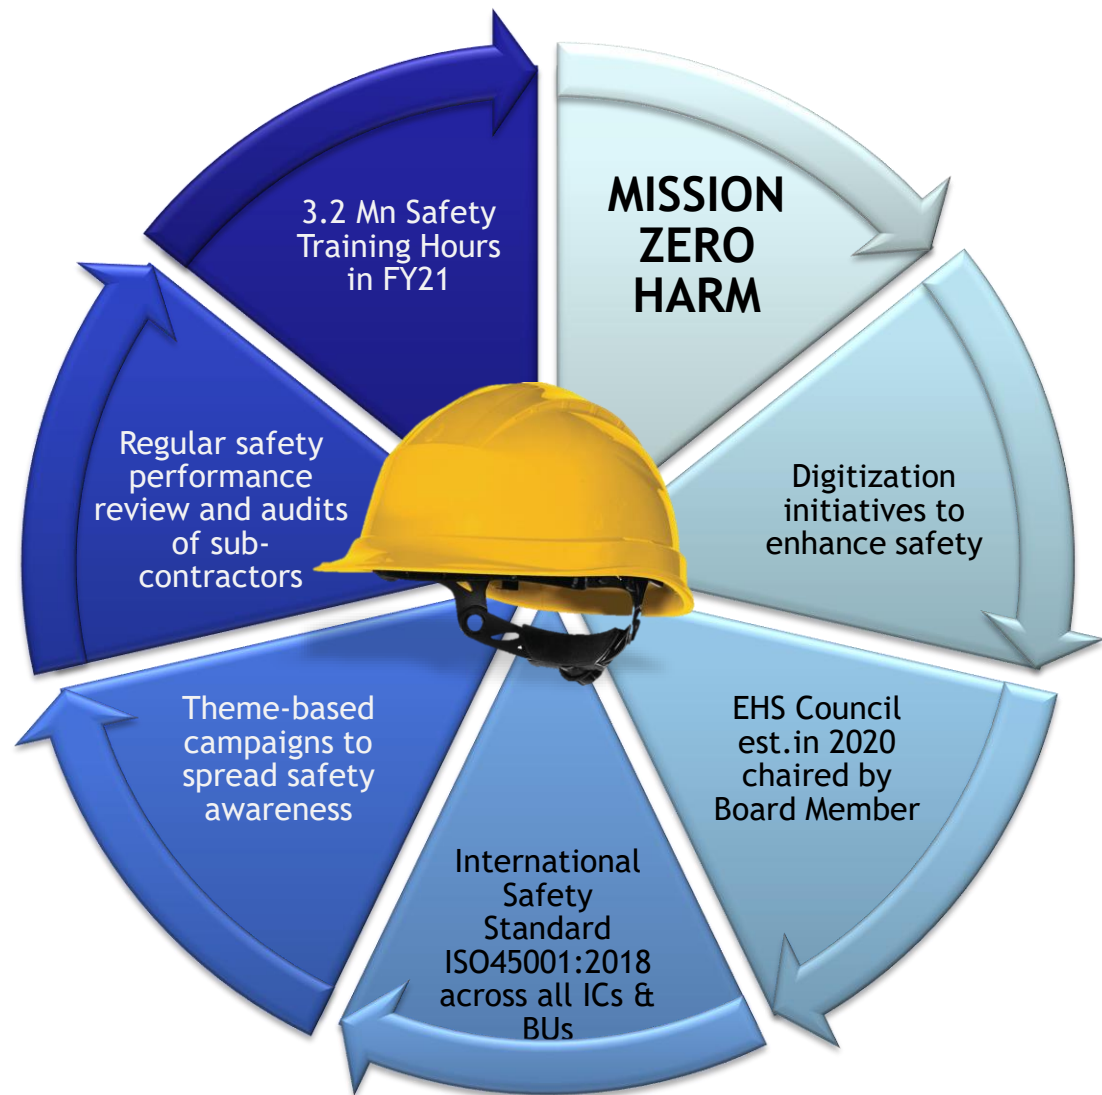 MISSION
ZERO
HARM
Digitization
initiatives to
enhance safety
EHS Council
est.in 2020
chaired by
Board Member
International
Safety
Standard
ISO45001:2018
across all ICs &
BUs
Theme-based
campaigns to
spread safety
awareness
Regular safety
performance
review and audits
of sub-
contractors
3.2 Mn Safety
Training Hours
in FY21